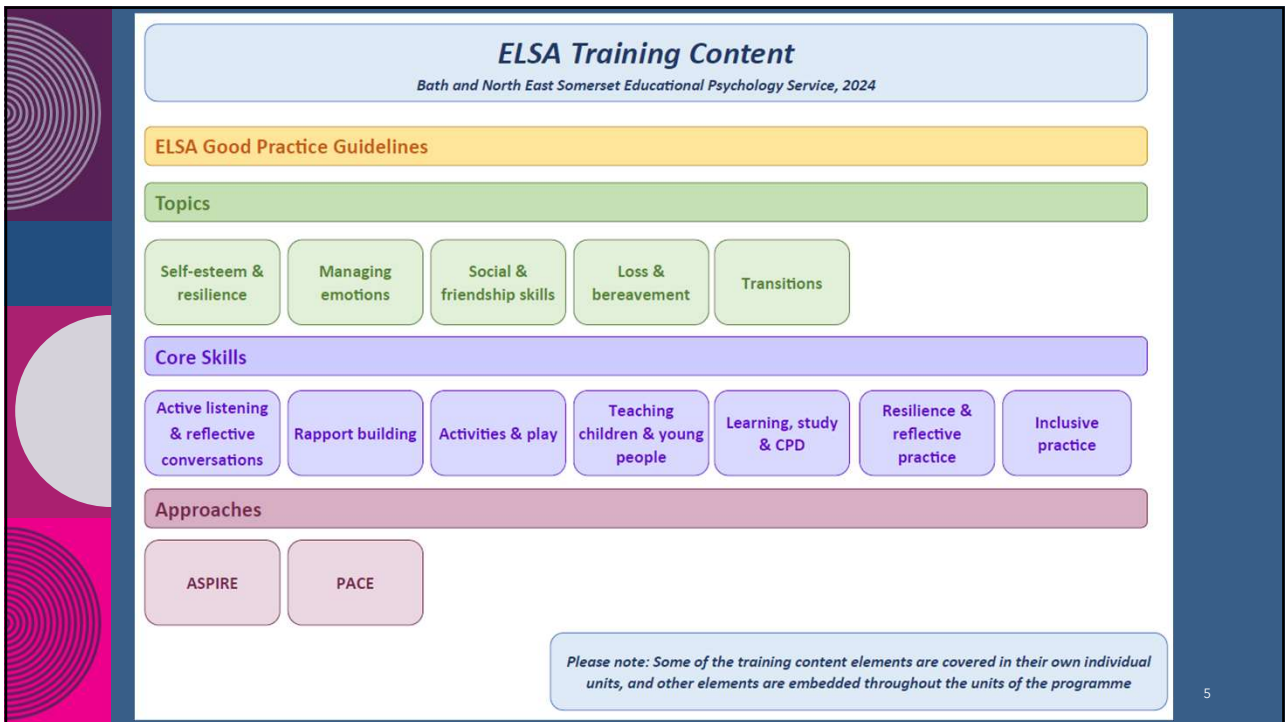 ELSA Training Content
Bath and North East Somerset Educational Psychology Service, 2024
ELSA Good Practice Guidelines
Topics
Self-esteem &
resilience
Managing
emotions
Social &
friendship skills
Loss &
bereavement
Transitions
Core Skills
Active listening
& reflective
conversations
Rapport building
Activities & play
Teaching
children & young
people
Learning, study
& CPD
Resilience &
reflective
practice
Inclusive
practice
Approaches
ASPIRE
PACE
Please note: Some of the training content elements are covered in their own individual
units, and other elements are embedded throughout the units of the programme
5